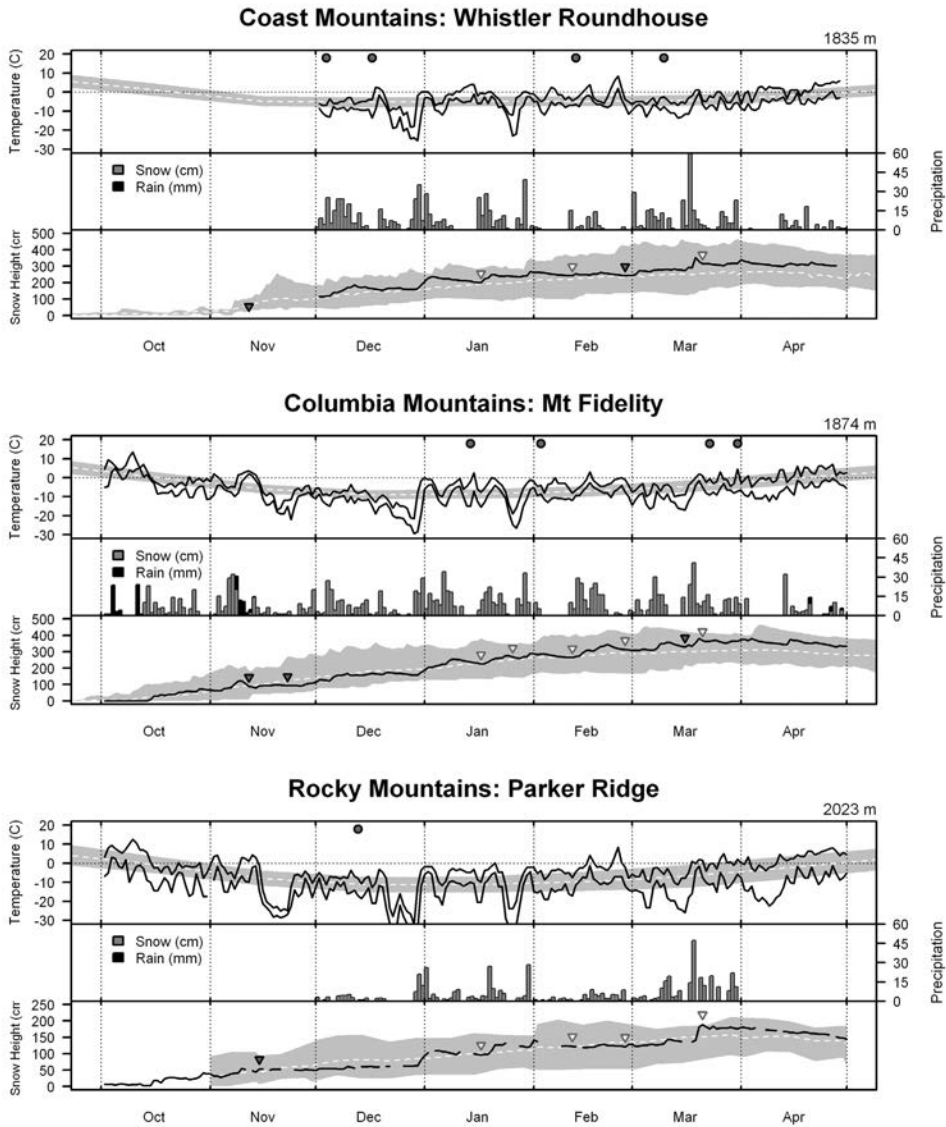 Coast Mountains: Whistler Roundhouse
1835 m
Temperature (C)
20
10
0
-10
-20
-30
Snow (cm)
Rain (mm)
60
45
30
15
0
Precipitation
Snow Height (cm
500
400
300
200
100
0
Oct Nov Dec Jan Feb Mar Apr
Columbia Mountains: Mt Fidelity
1874 m
Temperature (C)
20
10
0
-10
-20
-30
Snow (cm)
Rain (mm)
60
45
30
15
0
Precipitation
Snow Height (cm
500
400
300
200
100
0
Oct Nov Dec Jan Feb Mar Apr
Rocky Mountains: Parker Ridge
2023 m
Temperature (C)
20
10
0
-10
-20
-30
Snow (cm)
Rain (mm)
60
45
30
15
0
Precipitation
Snow Height (cm
250
200
150
100
50
0
Oct Nov Dec Jan Feb Mar Apr